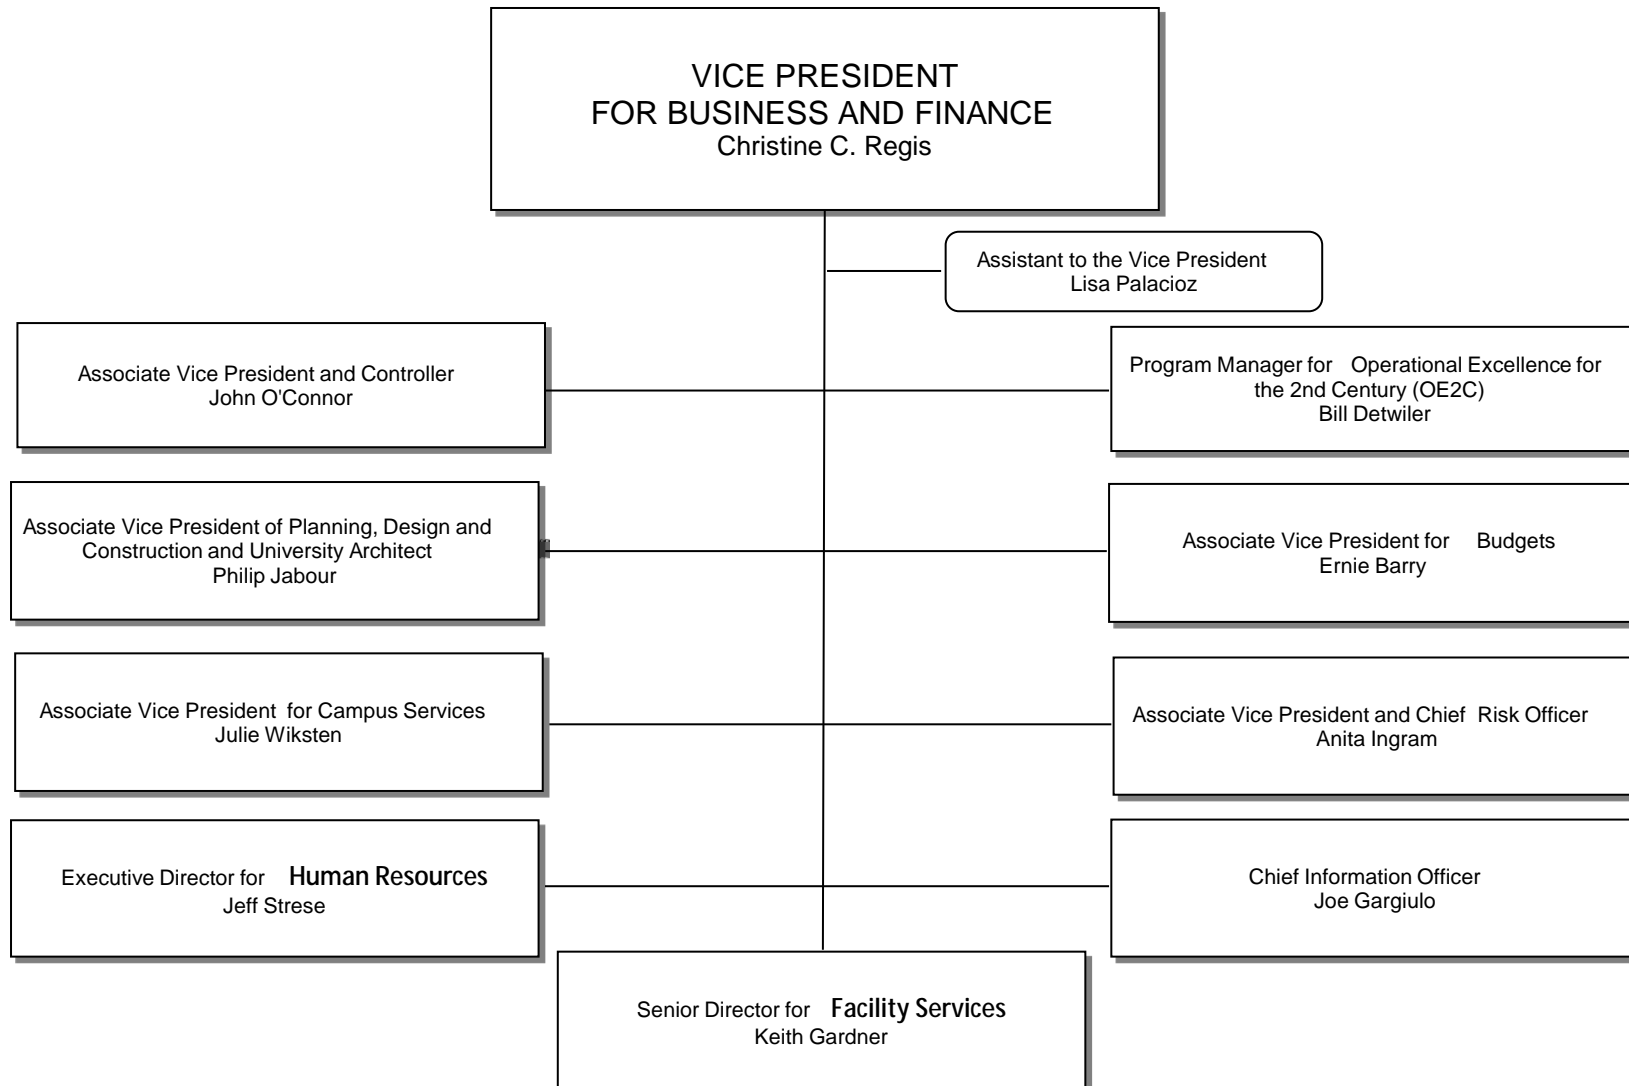 VICE PRESIDENT
FOR BUSINESS AND FINANCE
Christine C. Regis
Assistant to the Vice President
Lisa Palacioz
Associate Vice President and Controller
John O'Connor
Program Manager for Operational Excellence for
the 2nd Century (OE2C)
Bill Detwiler
Associate Vice President of Planning, Design and
Construction and University Architect
Philip Jabour
Associate Vice President for Budgets
Ernie Barry
Associate Vice President for Campus Services
Julie Wiksten
Associate Vice President and Chief Risk Officer
Anita Ingram
Executive Director for Human Resources
Jeff Strese
Chief Information Officer
Joe Gargiulo
Senior Director for Facility Services
Keith Gardner